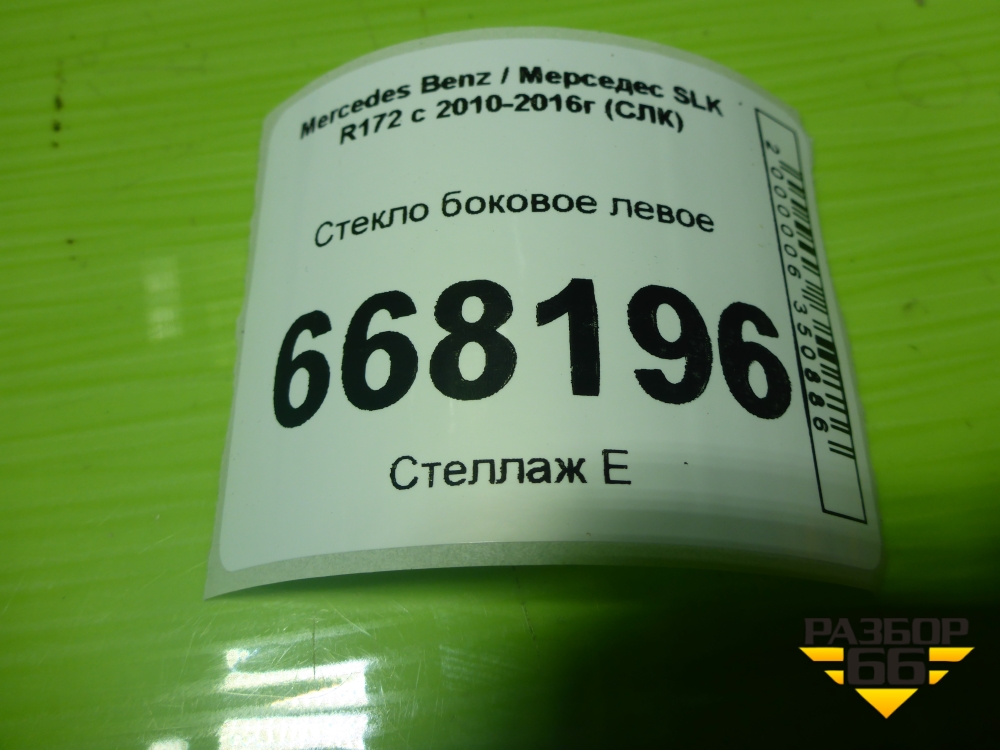 Mercedes Benz / Мерседес SLK
R172 с 2010-2016г (СЛК)
Стекло боковое левое
668196
Стеллаж Е
2000006350886
РАЗБОР
66